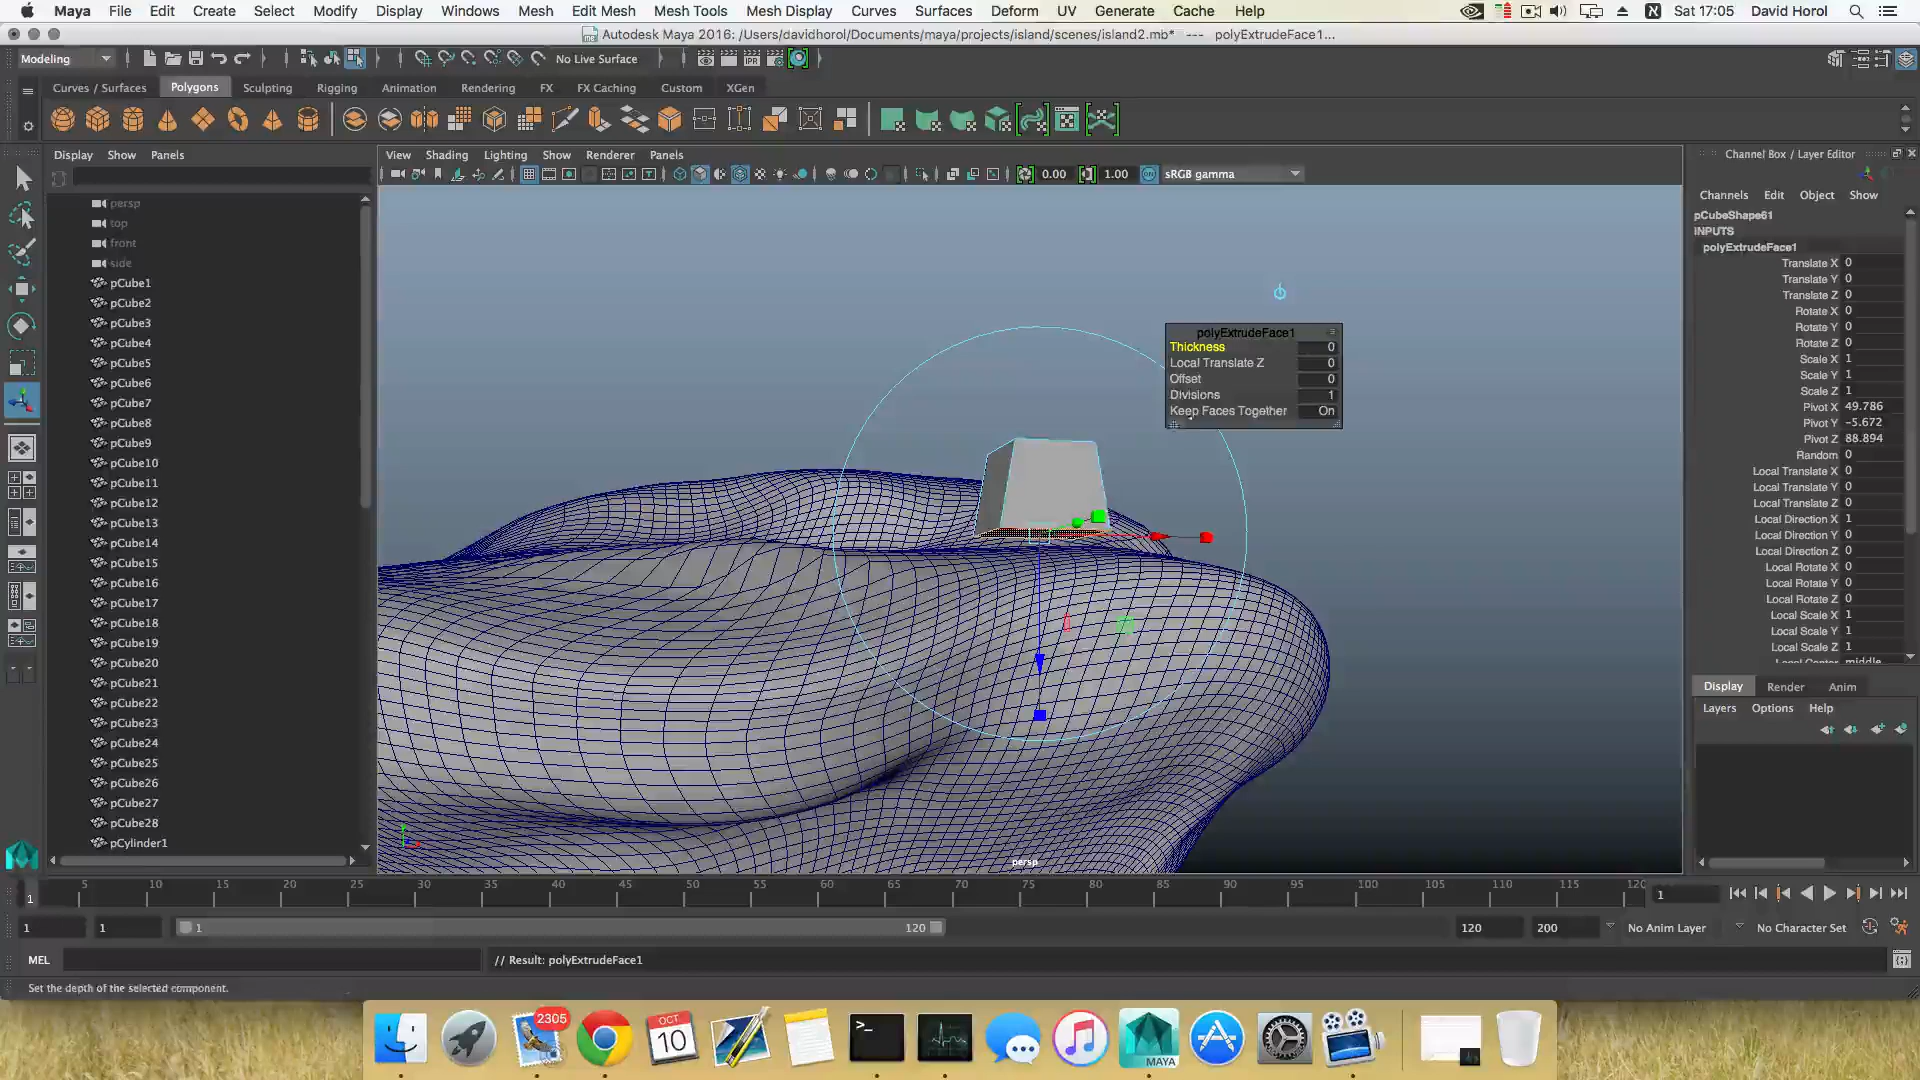 Maya File Edit Create Select Modify Display Windows Mesh Edit Mesh Mesh Tools Mesh Display Curves Surfaces Deform UV Generate Cache Help Sat 17:05 David Horol
Autodesk Maya 2016: /Users/davidhorol/Documents/maya/projects/island/scenes/island2.mb* --- polyExtrudeFace1...
Modeling No Live Surface
Curves / Surfaces Polygons Sculpting Rigging Animation Rendering FX FX Caching Custom XGen
IPR
Display Show Panels
View Shading Lighting Show Renderer Panels
0.00 1.00 sRGB gamma
persp
top
front
side
pCube1
pCube2
pCube3
pCube4
pCube5
pCube6
pCube7
pCube8
pCube9
pCube10
pCube11
pCube12
pCube13
pCube14
pCube15
pCube16
pCube17
pCube18
pCube19
pCube20
pCube21
pCube22
pCube23
pCube24
pCube25
pCube26
pCube27
pCube28
pCylinder1
polyExtrudeFace1
Thickness 0
Local Translate Z 0
Offset 0
Divisions 1
Keep Faces Together On
persp
Channel Box / Layer Editor
Channels Edit Object Show
pCubeShape61
INPUTS
polyExtrudeFace1
Translate X 0
Translate Y 0
Translate Z 0
Rotate X 0
Rotate Y 0
Rotate Z 0
Scale X 1
Scale Y 1
Scale Z 1
Pivot X 49.786
Pivot Y -5.672
Pivot Z 88.894
Random 0
Local Translate X 0
Local Translate Y 0
Local Translate Z 0
Local Direction X 1
Local Direction Y 0
Local Direction Z 0
Local Rotate X 0
Local Rotate Y 0
Local Rotate Z 0
Local Scale X 1
Local Scale Y 1
Local Scale Z 1
Local Center middle
Display Render Anim
Layers Options Help
1 5 10 15 20 25 30 35 40 45 50 55 60 65 70 75 80 85 90 95 100 105 110 115 120 1
1 1 1 120 120 200 No Anim Layer No Character Set
MEL // Result: polyExtrudeFace1
Set the depth of the selected component.
2305
OCT
10
MAYA